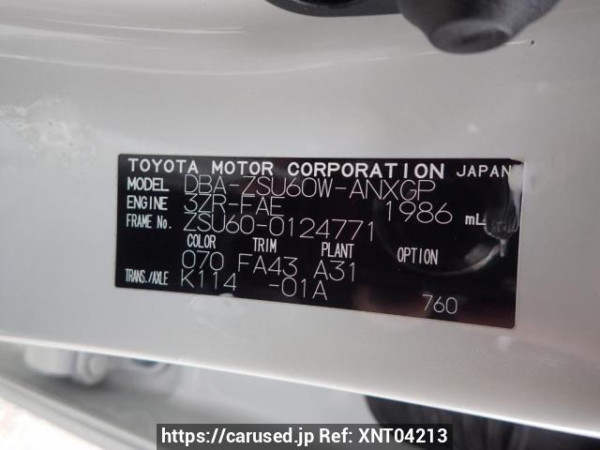 TOYOTA MOTOR CORPORATION JAPAN
MODEL DBA-ZSU60W-ANXGP
ENGINE 3ZR-FAE 1986 mL
FRAME No. ZSU60-0124771
COLOR TRIM PLANT OPTION
070 FA43 A31
TRANS./AXLE K114 -01A
760
https://carused.jp Ref: XNT04213